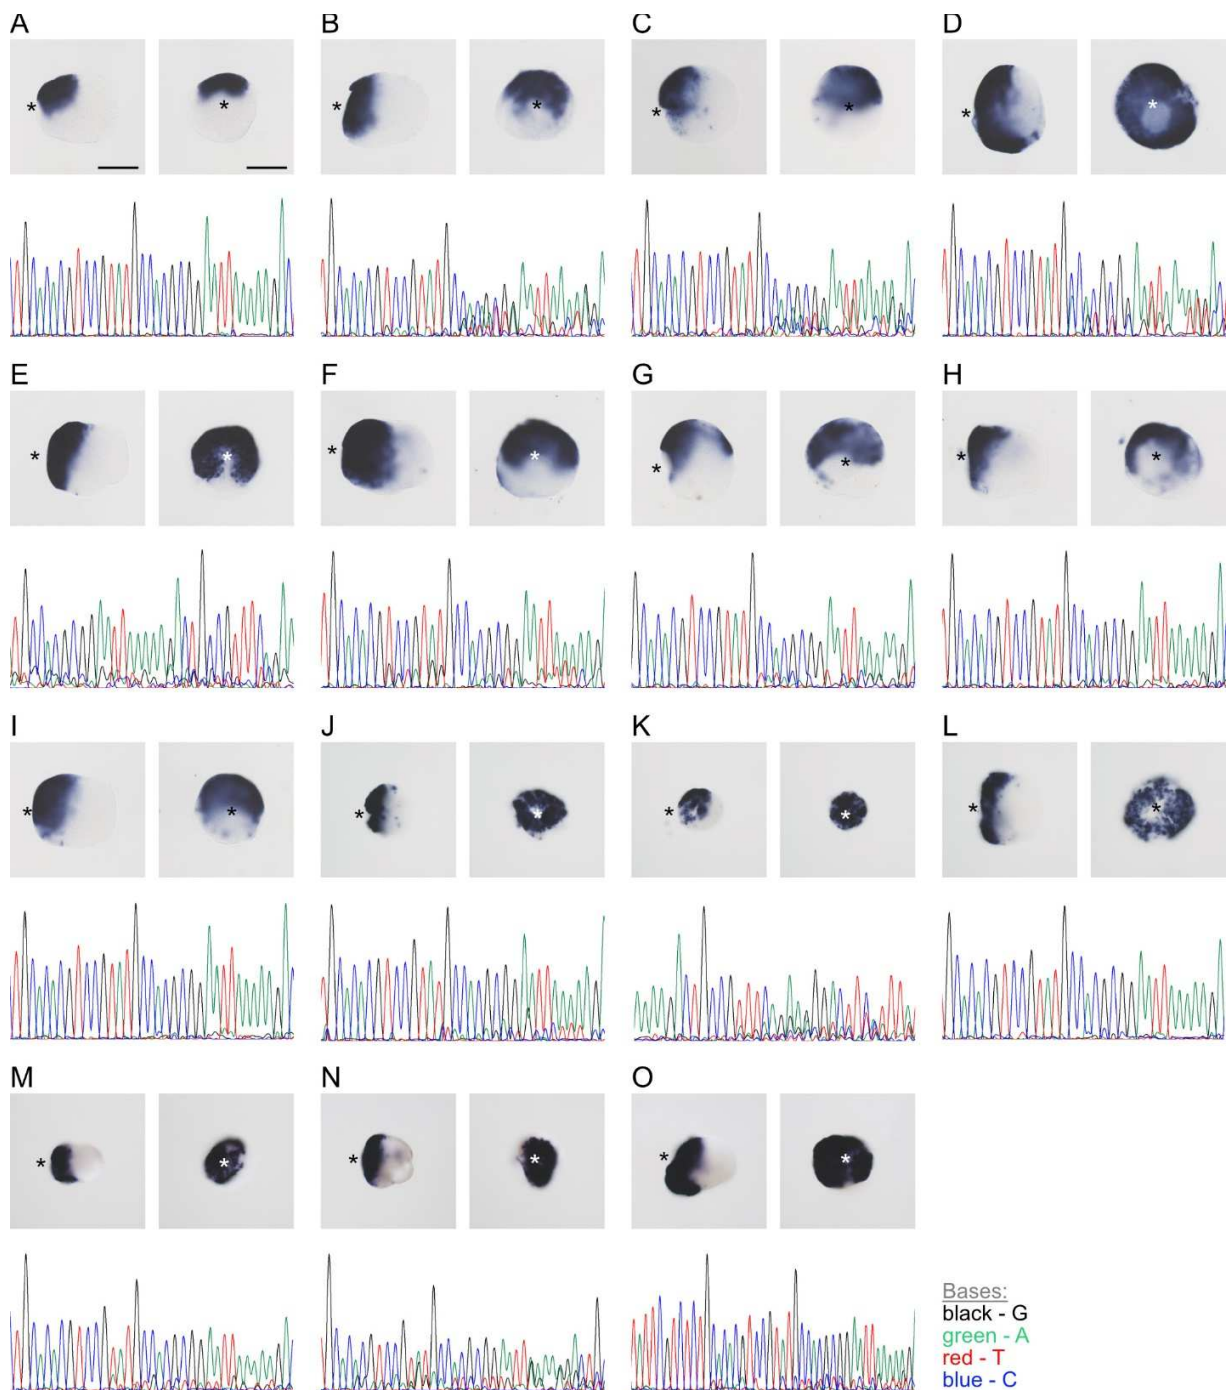 A B C D
* * * * * * * *
E F G H
* * * * * * * *
I J K L
* * * * * * * *
M N O
* * * * * *
Bases:
black - G
green - A
red - T
blue - C